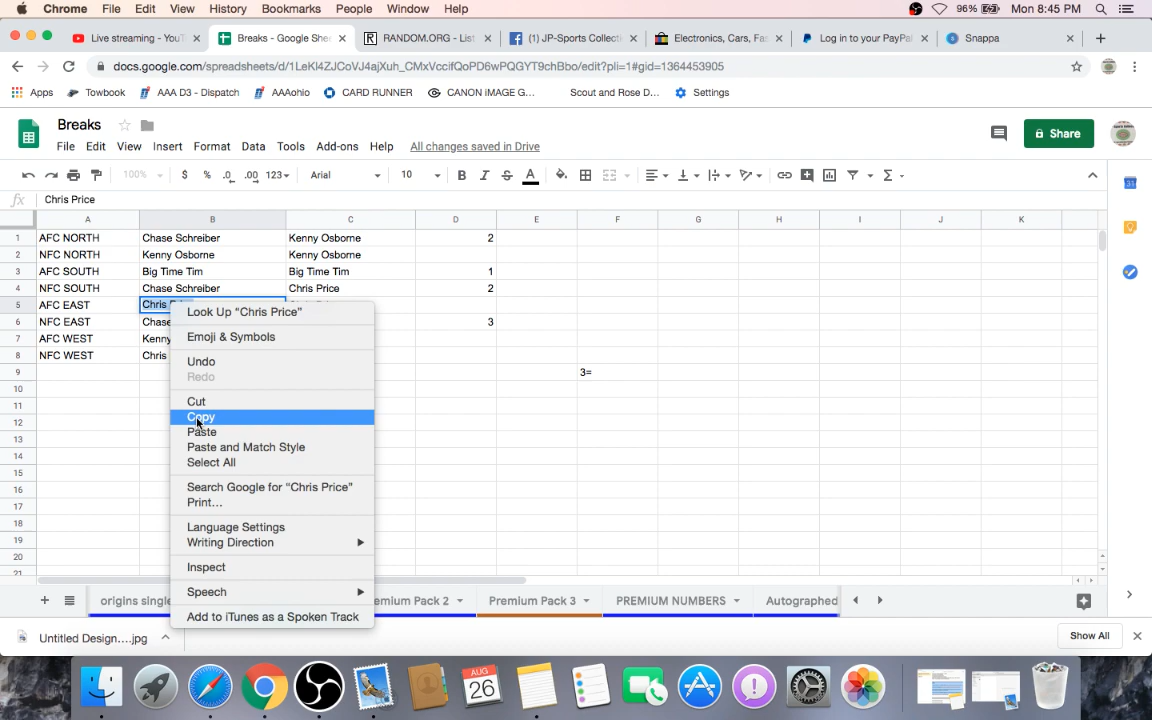 Chrome File Edit View History Bookmarks People Window Help 96% Mon 8:45 PM
Live streaming - YouT Breaks - Google She RANDOM.ORG - List (1) JP-Sports Collecti Electronics, Cars, Fas Log in to your PayPal Snappa
docs.google.com/spreadsheets/d/1LeKl4ZJCoVJ4ajXuh_CMxVccifQoPD6wPQGYT9chBbo/edit?pli=1#gid=1364453905
Apps Towbook AAA D3 - Dispatch AAAohio CARD RUNNER CANON iMAGE G... Scout and Rose D... Settings
Breaks
File Edit View Insert Format Data Tools Add-ons Help All changes saved in Drive
Share
100% $ % .0 .00 123 Arial 10 B I S A
fx Chris Price
A B C D E F G H I J K
1 AFC NORTH Chase Schreiber Kenny Osborne 2
2 NFC NORTH Kenny Osborne Kenny Osborne
3 AFC SOUTH Big Time Tim Big Time Tim 1
4 NFC SOUTH Chase Schreiber Chris Price 2
5 AFC EAST Chris
6 NFC EAST Chase 3
7 AFC WEST Kenny
8 NFC WEST Chris
9 3=
10
11
12
13
14
15
16
17
18
19
20
21
Look Up “Chris Price”
Emoji & Symbols
Undo
Redo
Cut
Copy
Paste
Paste and Match Style
Select All
Search Google for “Chris Price”
Print...
Language Settings
Writing Direction
Inspect
Speech
Add to iTunes as a Spoken Track
origins single emium Pack 2 Premium Pack 3 PREMIUM NUMBERS Autographed
Untitled Design....jpg Show All
AUG
26